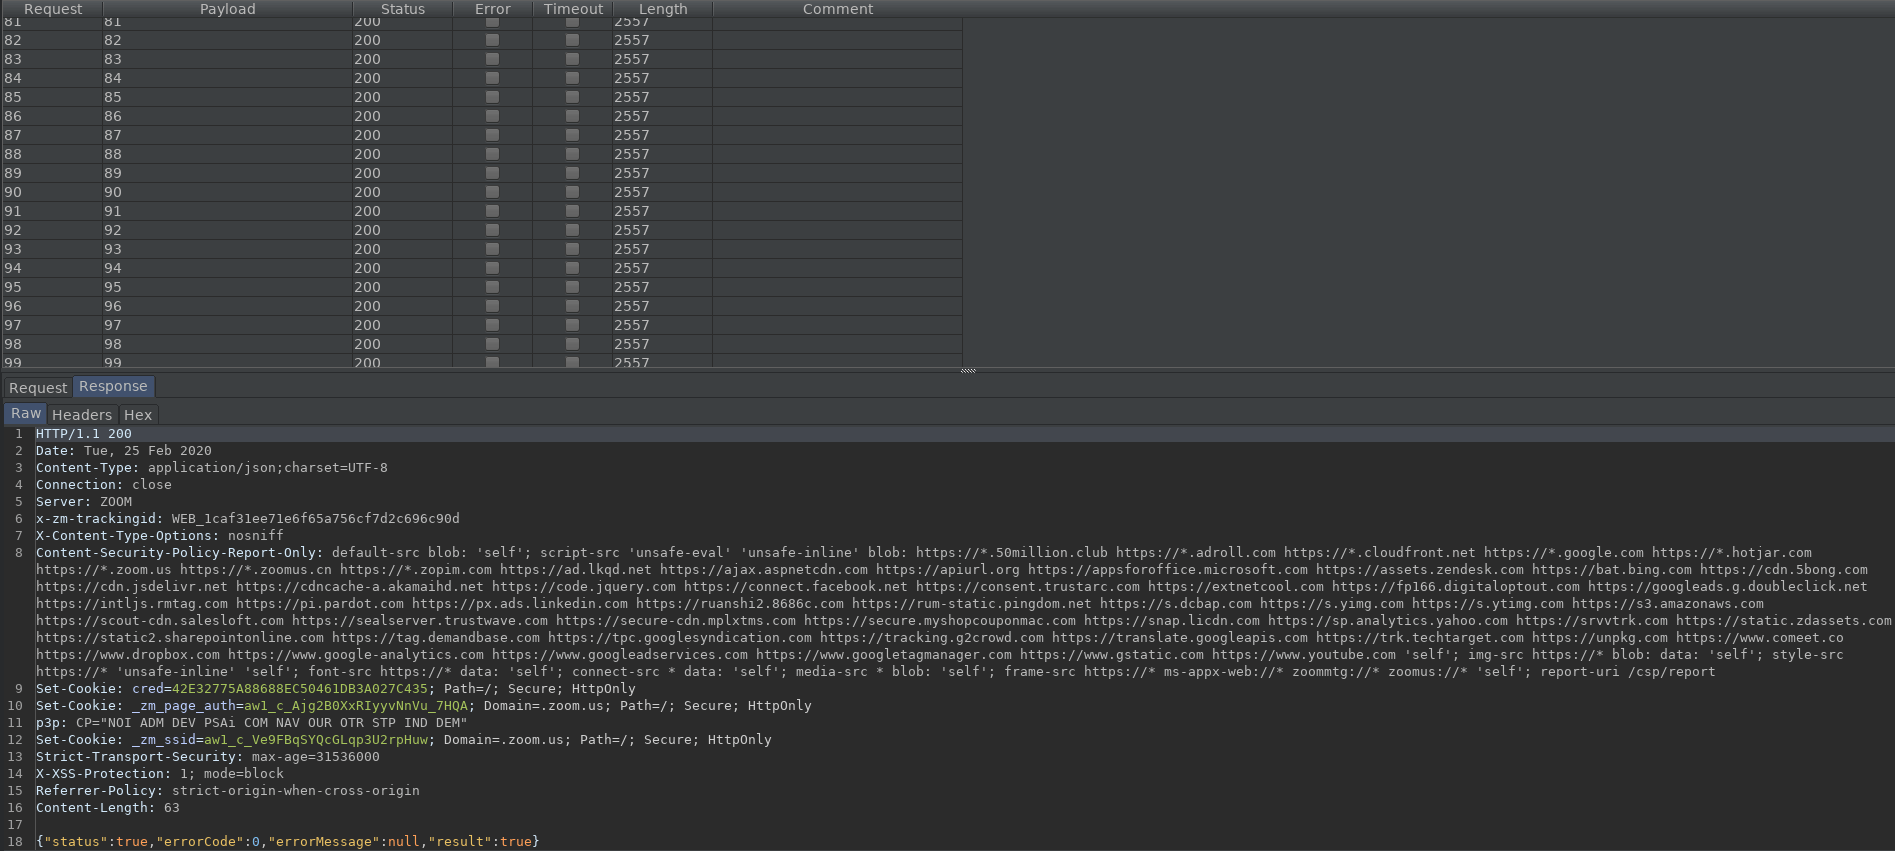 Request Payload Status Error Timeout Length Comment
81 81 200 2557
82 82 200 2557
83 83 200 2557
84 84 200 2557
85 85 200 2557
86 86 200 2557
87 87 200 2557
88 88 200 2557
89 89 200 2557
90 90 200 2557
91 91 200 2557
92 92 200 2557
93 93 200 2557
94 94 200 2557
95 95 200 2557
96 96 200 2557
97 97 200 2557
98 98 200 2557
99 99 200 2557
Request Response
Raw Headers Hex
1 HTTP/1.1 200
2 Date: Tue, 25 Feb 2020
3 Content-Type: application/json;charset=UTF-8
4 Connection: close
5 Server: ZOOM
6 x-zm-trackingid: WEB_1caf31ee71e6f65a756cf7d2c696c90d
7 X-Content-Type-Options: nosniff
8 Content-Security-Policy-Report-Only: default-src blob: 'self'; script-src 'unsafe-eval' 'unsafe-inline' blob: https://*.50million.club https://*.adroll.com https://*.cloudfront.net https://*.google.com https://*.hotjar.com
https://*.zoom.us https://*.zoomus.cn https://*.zopim.com https://ad.lkqd.net https://ajax.aspnetcdn.com https://apiurl.org https://appsforoffice.microsoft.com https://assets.zendesk.com https://bat.bing.com https://cdn.5bong.com
https://cdn.jsdelivr.net https://cdncache-a.akamaihd.net https://code.jquery.com https://connect.facebook.net https://consent.trustarc.com https://extnetcool.com https://fp166.digitaloptout.com https://googleads.g.doubleclick.net
https://intljs.rmtag.com https://pi.pardot.com https://px.ads.linkedin.com https://ruanshi2.8686c.com https://rum-static.pingdom.net https://s.dcbap.com https://s.yimg.com https://s.ytimg.com https://s3.amazonaws.com
https://scout-cdn.salesloft.com https://sealserver.trustwave.com https://secure-cdn.mplxtms.com https://secure.myshopcouponmac.com https://snap.licdn.com https://sp.analytics.yahoo.com https://srvvtrk.com https://static.zdassets.com
https://static2.sharepointonline.com https://tag.demandbase.com https://tpc.googlesyndication.com https://tracking.g2crowd.com https://translate.googleapis.com https://trk.techtarget.com https://unpkg.com https://www.comeet.co
https://www.dropbox.com https://www.google-analytics.com https://www.googleadservices.com https://www.googletagmanager.com https://www.gstatic.com https://www.youtube.com 'self'; img-src https://* blob: data: 'self'; style-src
https://* 'unsafe-inline' 'self'; font-src https://* data: 'self'; connect-src * data: 'self'; media-src * blob: 'self'; frame-src https://* ms-appx-web://* zoommtg://* zoomus://* 'self'; report-uri /csp/report
9 Set-Cookie: cred=42E32775A88688EC50461DB3A027C435; Path=/; Secure; HttpOnly
10 Set-Cookie: _zm_page_auth=aw1_c_Ajg2B0XxRIyyvNnVu_7HQA; Domain=.zoom.us; Path=/; Secure; HttpOnly
11 p3p: CP="NOI ADM DEV PSAi COM NAV OUR OTR STP IND DEM"
12 Set-Cookie: _zm_ssid=aw1_c_Ve9FBqSYQcGLqp3U2rpHuw; Domain=.zoom.us; Path=/; Secure; HttpOnly
13 Strict-Transport-Security: max-age=31536000
14 X-XSS-Protection: 1; mode=block
15 Referrer-Policy: strict-origin-when-cross-origin
16 Content-Length: 63
17
18 {"status":true,"errorCode":0,"errorMessage":null,"result":true}